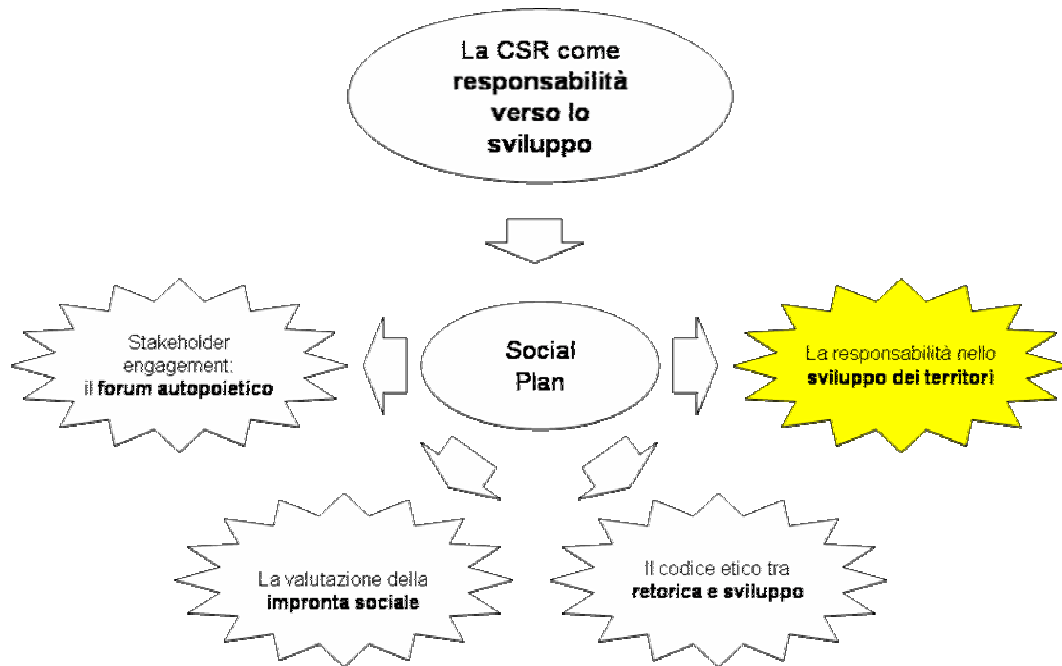 La CSR come
responsabilità
verso lo
sviluppo
Stakeholder
engagement:
il forum autopoietico
Social
Plan
La responsabilità nello
sviluppo dei territori
La valutazione della
impronta sociale
Il codice etico tra
retorica e sviluppo